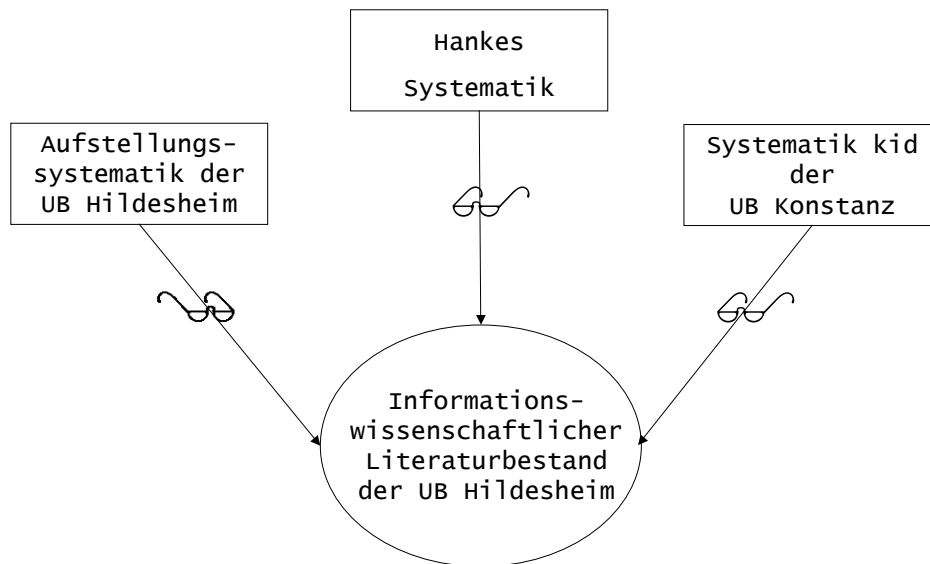 Hankes
Systematik
Aufstellungs-
systematik der
UB Hildesheim
Systematik kid
der
UB Konstanz
Informations-
wissenschaftlicher
Literaturbestand
der UB Hildesheim